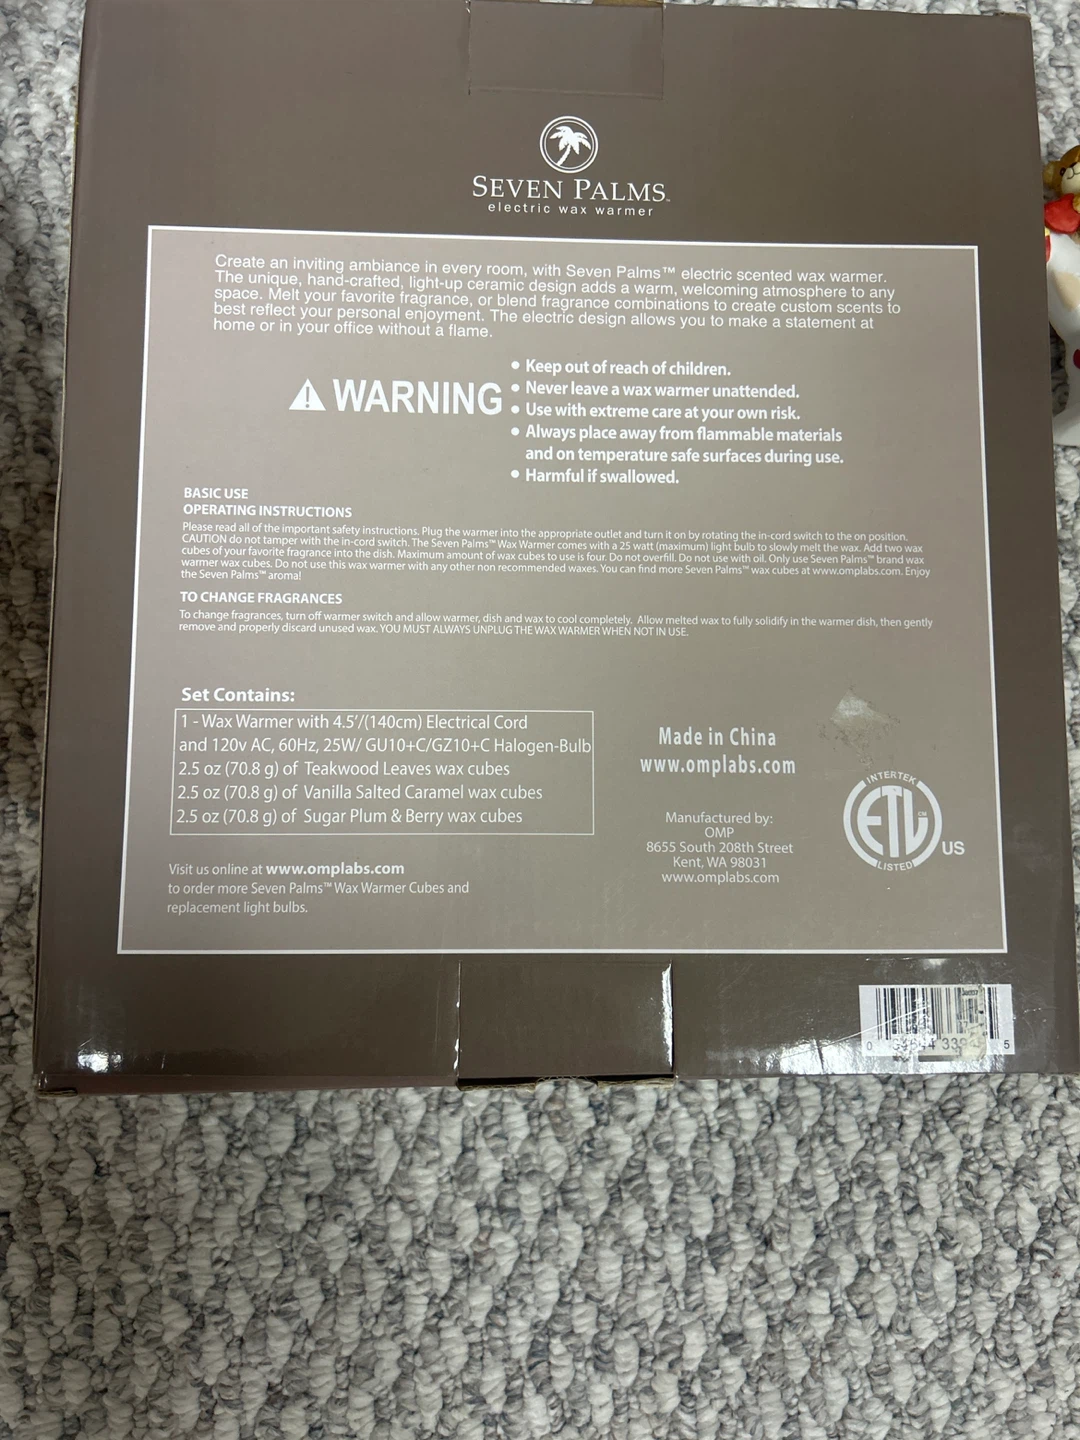 SEVEN PALMS™
electric wax warmer
Create an inviting ambiance in every room, with Seven Palms™ electric scented wax warmer.
The unique, hand-crafted, light-up ceramic design adds a warm, welcoming atmosphere to any
space. Melt your favorite fragrance, or blend fragrance combinations to create custom scents to
best reflect your personal enjoyment. The electric design allows you to make a statement at
home or in your office without a flame.
WARNING
• Keep out of reach of children.
• Never leave a wax warmer unattended.
• Use with extreme care at your own risk.
• Always place away from flammable materials
and on temperature safe surfaces during use.
• Harmful if swallowed.
BASIC USE
OPERATING INSTRUCTIONS
Please read all of the important safety instructions. Plug the warmer into the appropriate outlet and turn it on by rotating the in-cord switch to the on position.
CAUTION do not tamper with the in-cord switch. The Seven Palms™ Wax Warmer comes with a 25 watt (maximum) light bulb to slowly melt the wax. Add two wax
cubes of your favorite fragrance into the dish. Maximum amount of wax cubes to use is four. Do not overfill. Do not use with oil. Only use Seven Palms™ brand wax
warmer wax cubes. Do not use this wax warmer with any other non recommended waxes. You can find more Seven Palms™ wax cubes at www.omplabs.com. Enjoy
the Seven Palms™ aroma!
TO CHANGE FRAGRANCES
To change fragrances, turn off warmer switch and allow warmer, dish and wax to cool completely. Allow melted wax to fully solidify in the warmer dish, then gently
remove and properly discard unused wax. YOU MUST ALWAYS UNPLUG THE WAX WARMER WHEN NOT IN USE.
Set Contains:
1 - Wax Warmer with 4.5'/(140cm) Electrical Cord
and 120v AC, 60Hz, 25W/ GU10+C/GZ10+C Halogen-Bulb
2.5 oz (70.8 g) of Teakwood Leaves wax cubes
2.5 oz (70.8 g) of Vanilla Salted Caramel wax cubes
2.5 oz (70.8 g) of Sugar Plum & Berry wax cubes
Visit us online at www.omplabs.com
to order more Seven Palms™ Wax Warmer Cubes and
replacement light bulbs.
Made in China
www.omplabs.com
Manufactured by:
OMP
8655 South 208th Street
Kent, WA 98031
www.omplabs.com
INTERTEK
ETL CM
LISTED
US
0 5